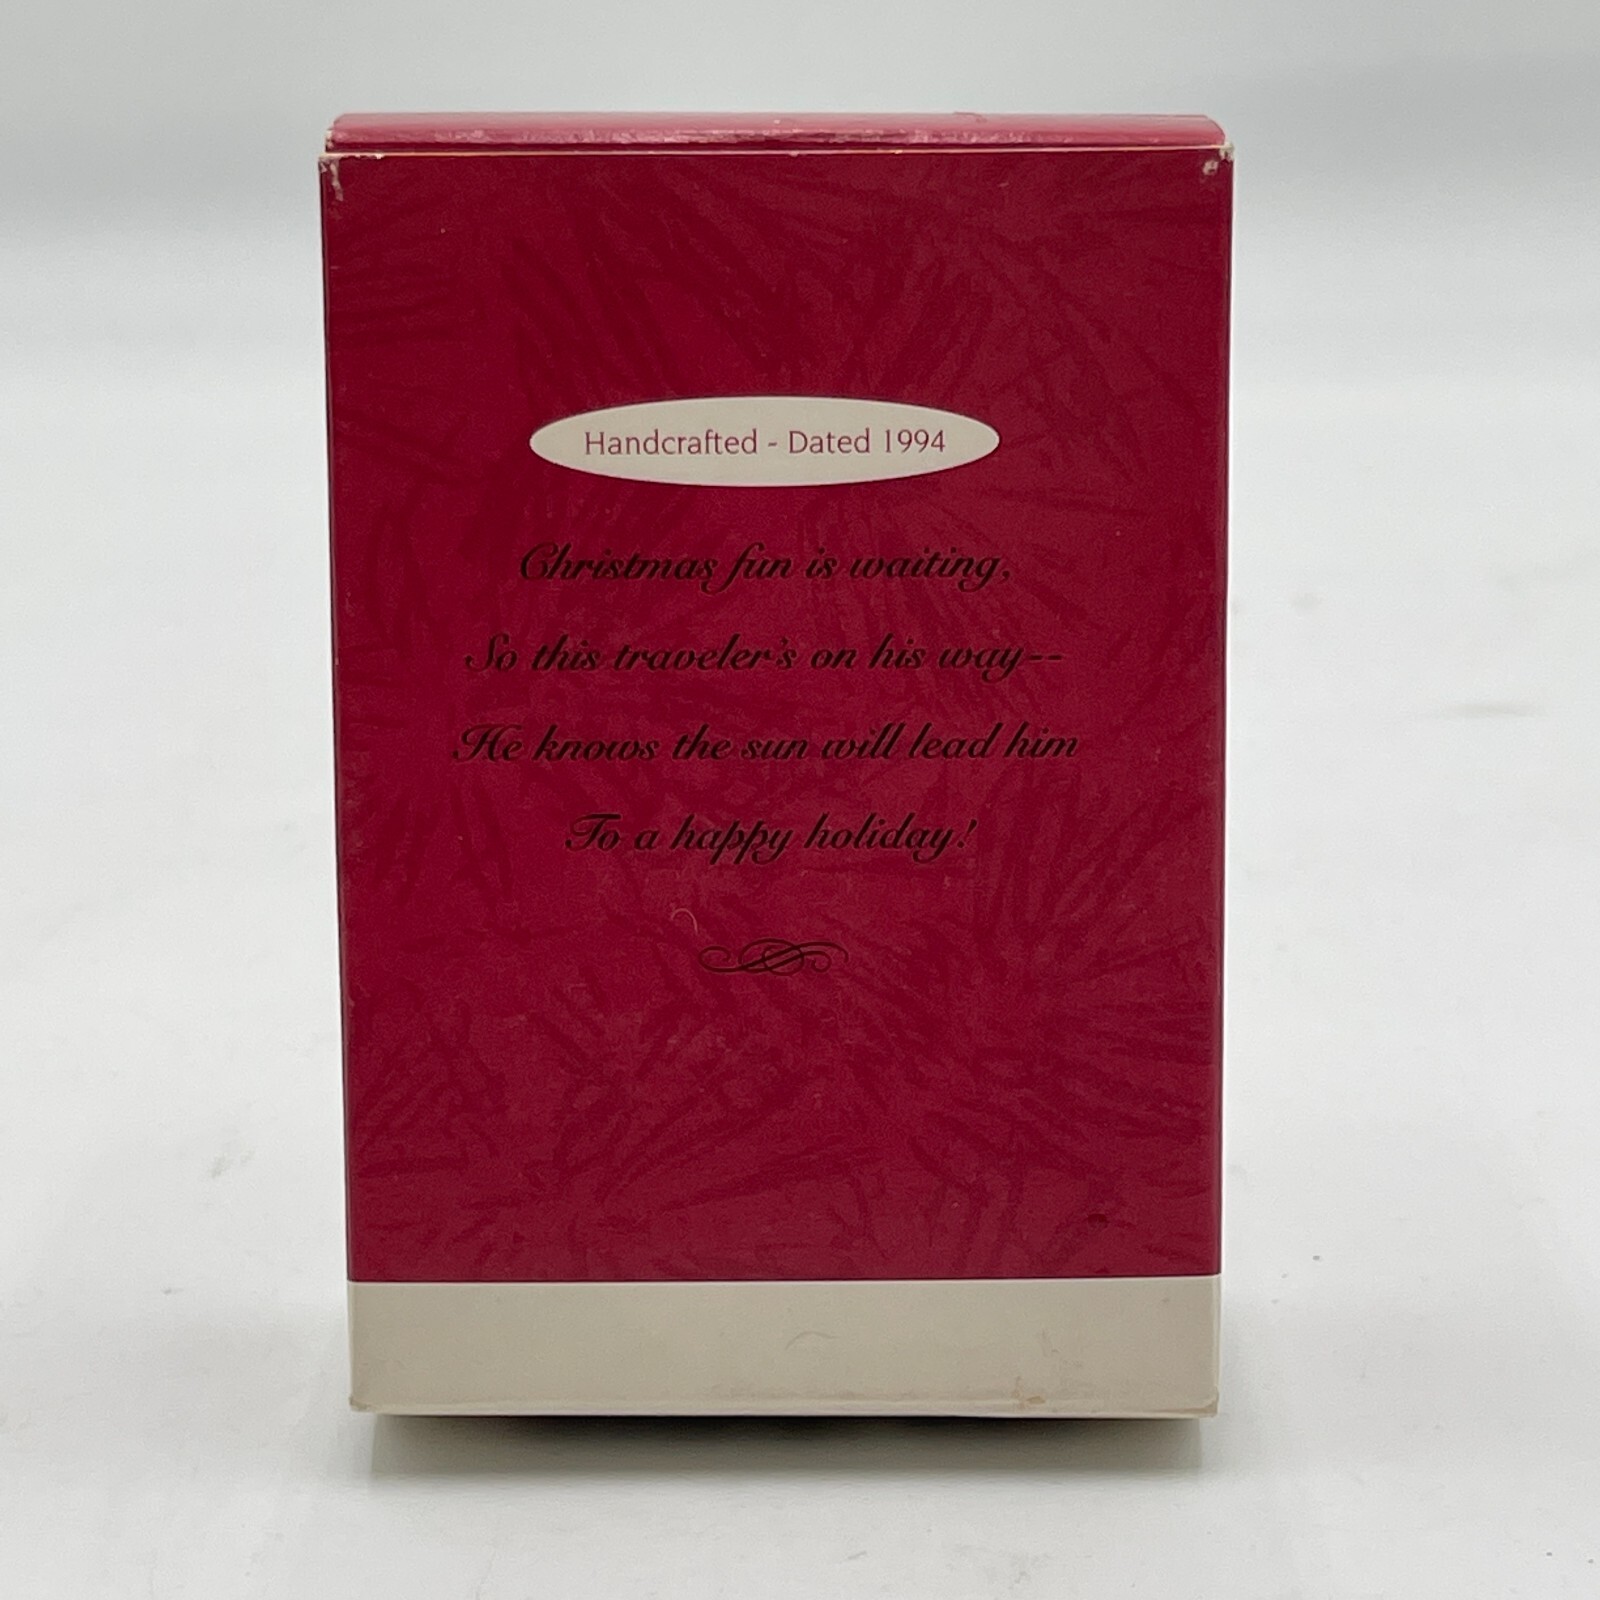 Handcrafted - Dated 1994
Christmas fun is waiting,
So this traveler's on his way--
He knows the sun will lead him
To a happy holiday!